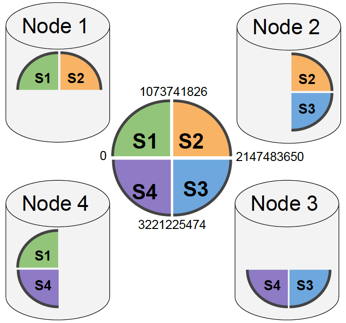 Node 1
S1 S2
Node 2
S2
S3
1073741826
S1 S2
0
2147483650
S4 S3
3221225474
Node 4
S1
S4
Node 3
S4 S3